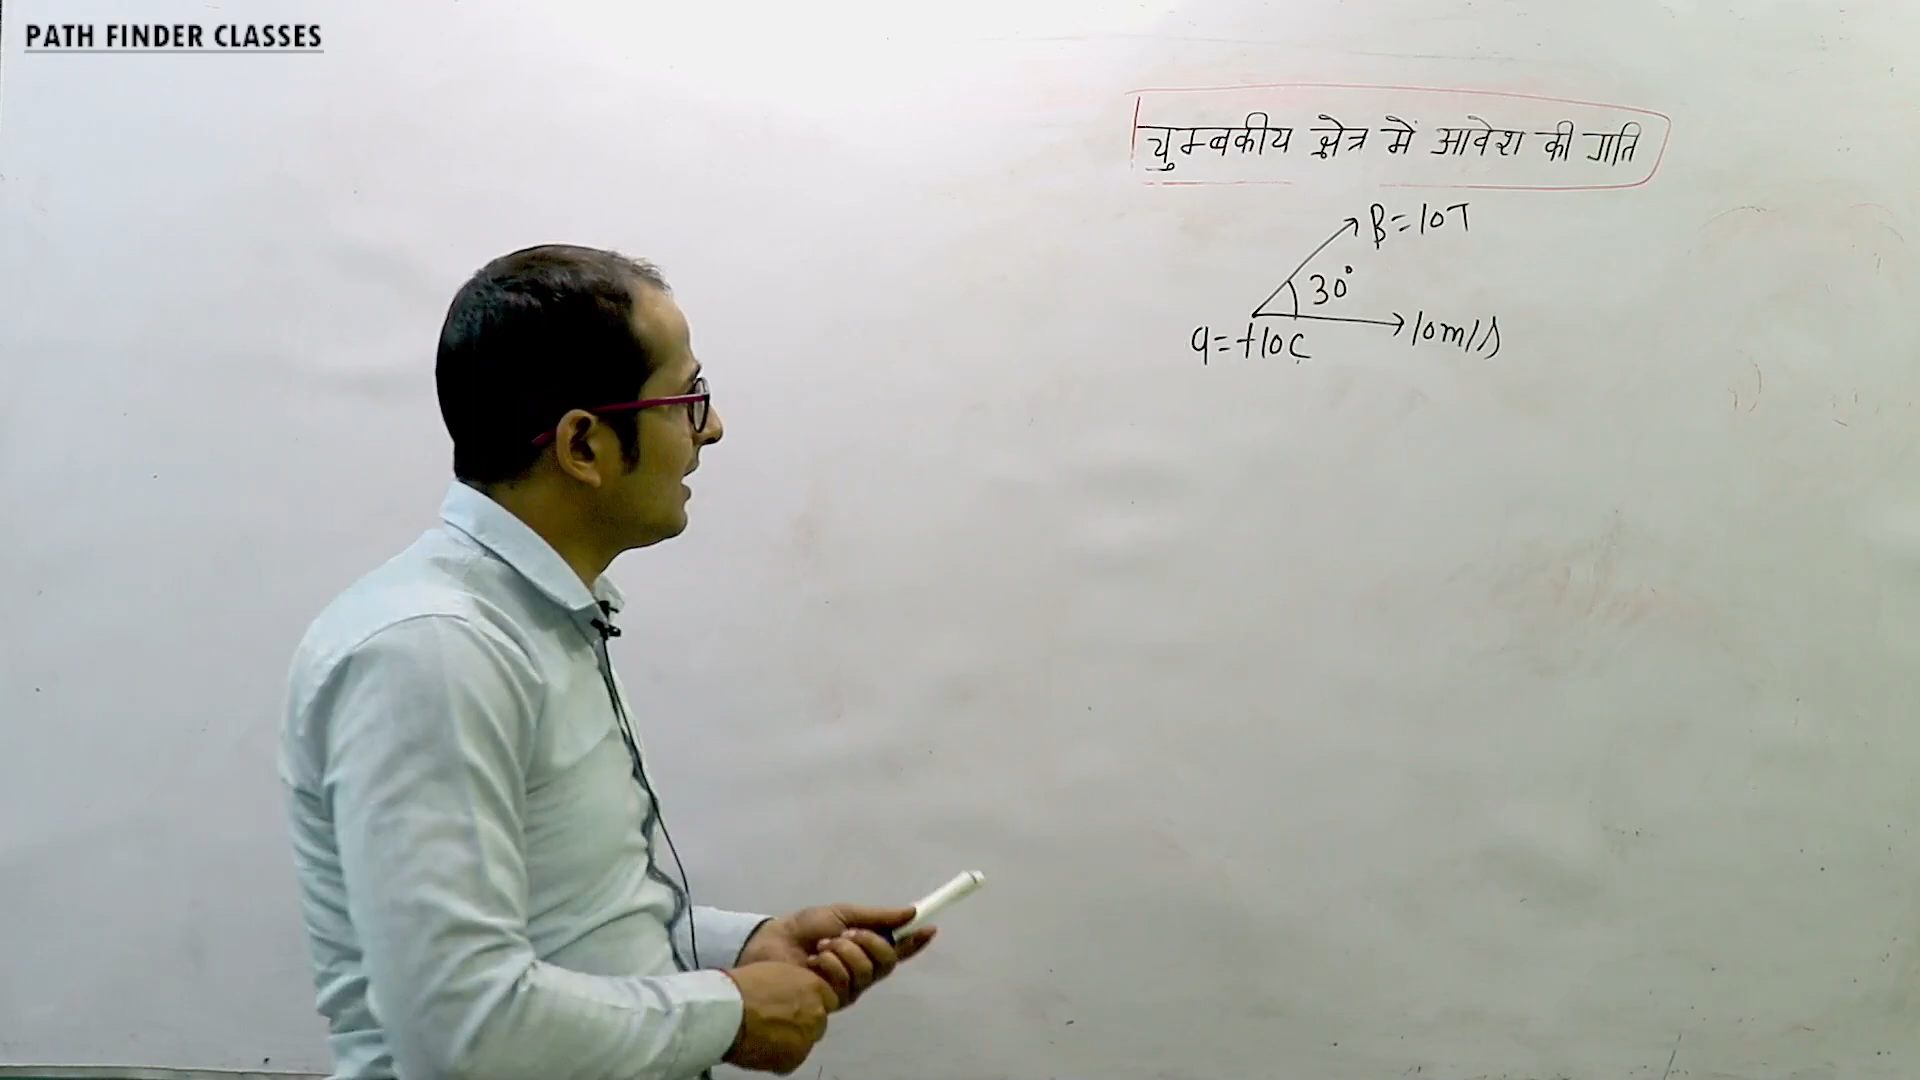 PATH FINDER CLASSES
चुम्बकीय क्षेत्र में आवेश की गति
B=10T
30°
10m/s
q=+10C